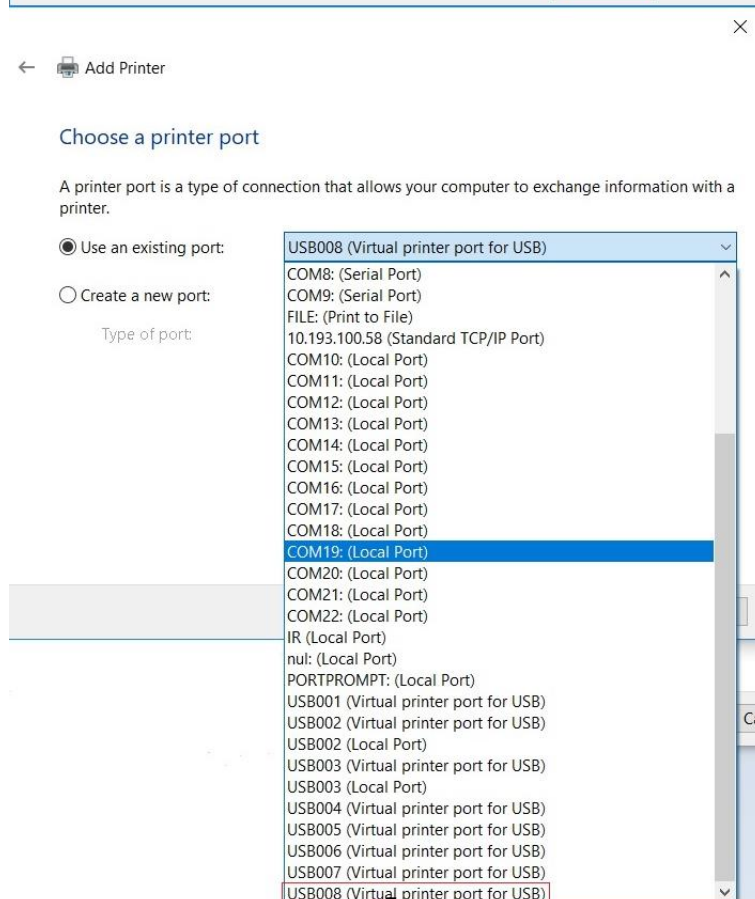 Add Printer
Choose a printer port
A printer port is a type of connection that allows your computer to exchange information with a
printer.
Use an existing port:
USB008 (Virtual printer port for USB)
Create a new port:
Type of port:
COM8: (Serial Port)
COM9: (Serial Port)
FILE: (Print to File)
10.193.100.58 (Standard TCP/IP Port)
COM10: (Local Port)
COM11: (Local Port)
COM12: (Local Port)
COM13: (Local Port)
COM14: (Local Port)
COM15: (Local Port)
COM16: (Local Port)
COM17: (Local Port)
COM18: (Local Port)
COM19: (Local Port)
COM20: (Local Port)
COM21: (Local Port)
COM22: (Local Port)
IR (Local Port)
nul: (Local Port)
PORTPROMPT: (Local Port)
USB001 (Virtual printer port for USB)
USB002 (Virtual printer port for USB)
USB002 (Local Port)
USB003 (Virtual printer port for USB)
USB003 (Local Port)
USB004 (Virtual printer port for USB)
USB005 (Virtual printer port for USB)
USB006 (Virtual printer port for USB)
USB007 (Virtual printer port for USB)
USB008 (Virtual printer port for USB)